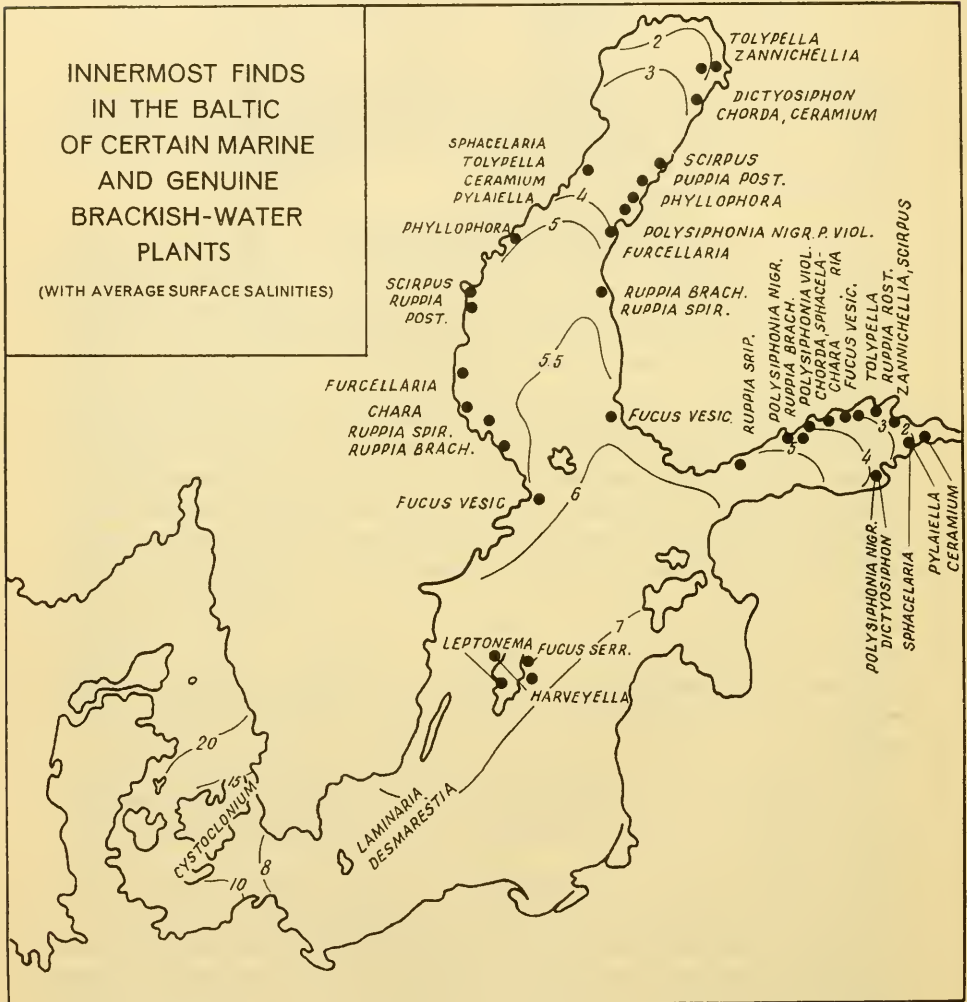 INNERMOST FINDS
IN THE BALTIC
OF CERTAIN MARINE
AND GENUINE
BRACKISH-WATER
PLANTS
(WITH AVERAGE SURFACE SALINITIES)
2
3
TOLYPELLA
ZANNICHELLIA
DICTYOSIPHON
CHORDA, CERAMIUM
SPHACELARIA
TOLYPELLA
CERAMIUM
PYLAIELLA
4
SCIRPUS
PUPPIA POST.
PHYLLOPHORA
PHYLLOPHORA
5
POLYSIPHONIA NIGR. P. VIOL.
FURCELLARIA
SCIRPUS
RUPPIA
POST.
RUPPIA BRACH.
RUPPIA SPIR.
5.5
FURCELLARIA
CHARA
RUPPIA SPIR.
RUPPIA BRACH.
FUCUS VESIC.
FUCUS VESIC
6
RUPPIA SRIP.
POLYSIPHONIA NIGR.
RUPPIA BRACH.
POLYSIPHONIA VIOL.
CHORDA, SPHACELA-
CHARA RIA
FUCUS VESIC.
TOLYPELLA
RUPPIA ROST.
ZANNICHELLIA, SCIRPUS
5
4
3
2
POLYSIPHONIA NIGR.
DICTYOSIPHON
SPHACELARIA
PYLAIELLA
CERAMIUM
7
LEPTONEMA
FUCUS SERR.
HARVEYELLA
20
15
CYSTOCLONIUM
10
8
LAMINARIA
DESMARESTIA